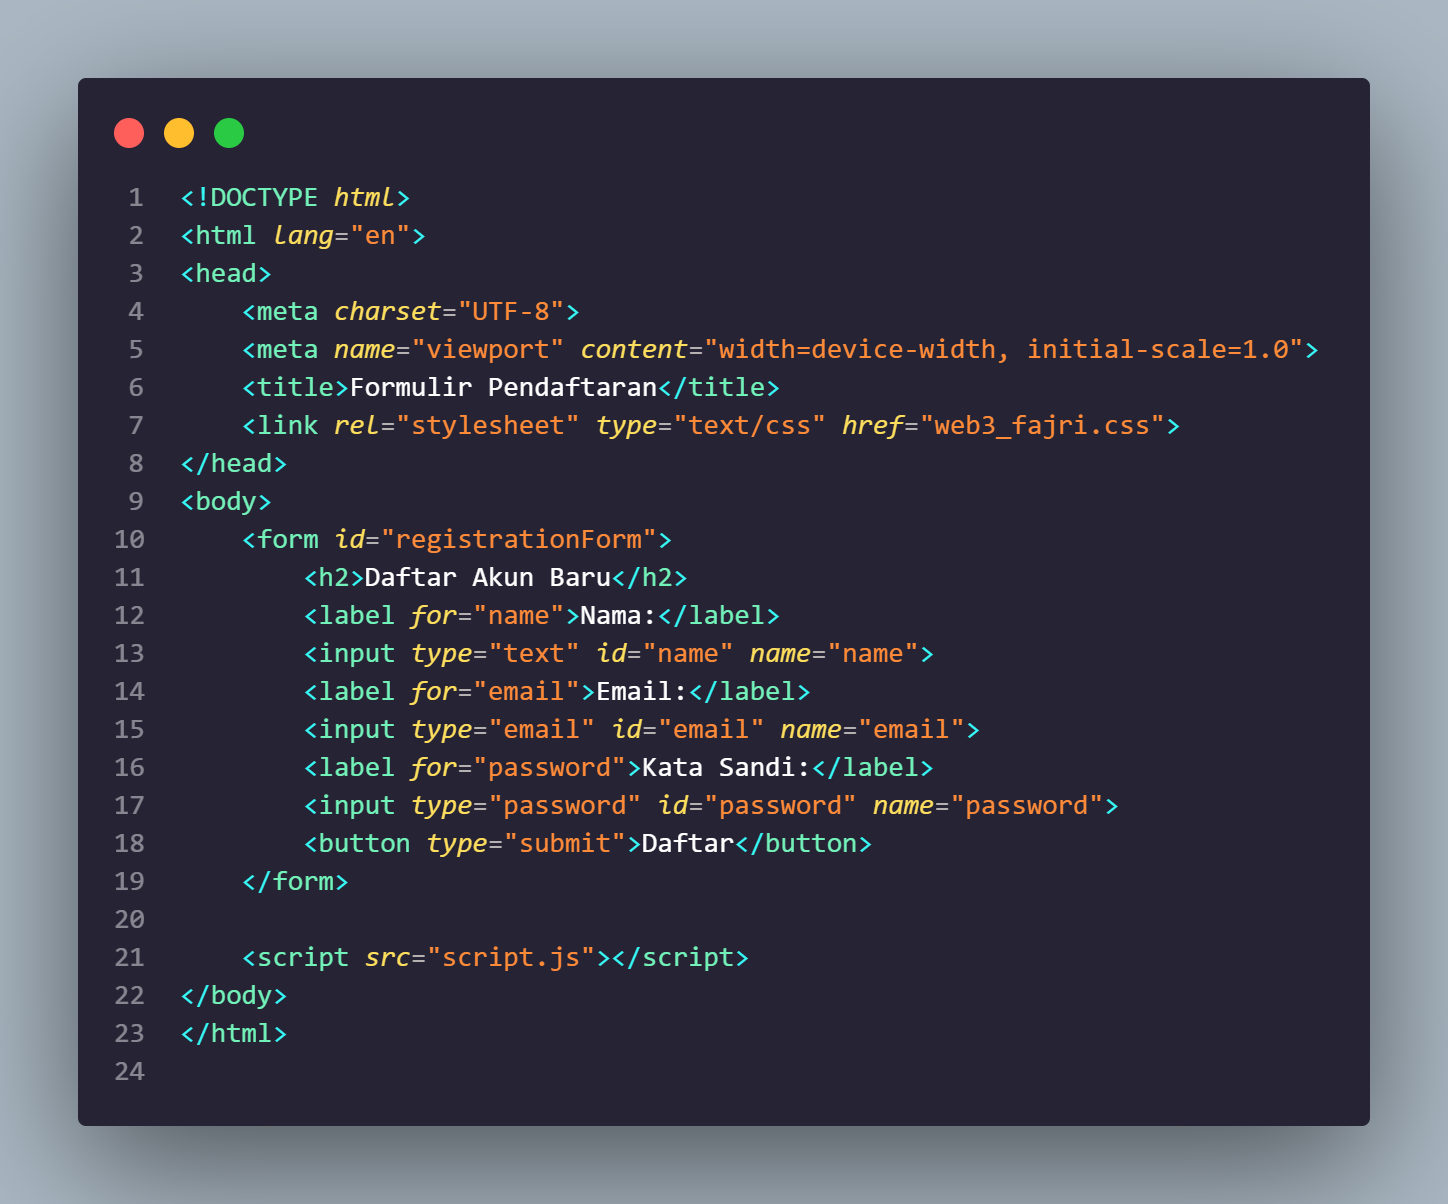 1 <!DOCTYPE html>
2 <html lang="en">
3 <head>
4     <meta charset="UTF-8">
5     <meta name="viewport" content="width=device-width, initial-scale=1.0">
6     <title>Formulir Pendaftaran</title>
7     <link rel="stylesheet" type="text/css" href="web3_fajri.css">
8 </head>
9 <body>
10     <form id="registrationForm">
11         <h2>Daftar Akun Baru</h2>
12         <label for="name">Nama:</label>
13         <input type="text" id="name" name="name">
14         <label for="email">Email:</label>
15         <input type="email" id="email" name="email">
16         <label for="password">Kata Sandi:</label>
17         <input type="password" id="password" name="password">
18         <button type="submit">Daftar</button>
19     </form>
20
21     <script src="script.js"></script>
22 </body>
23 </html>
24